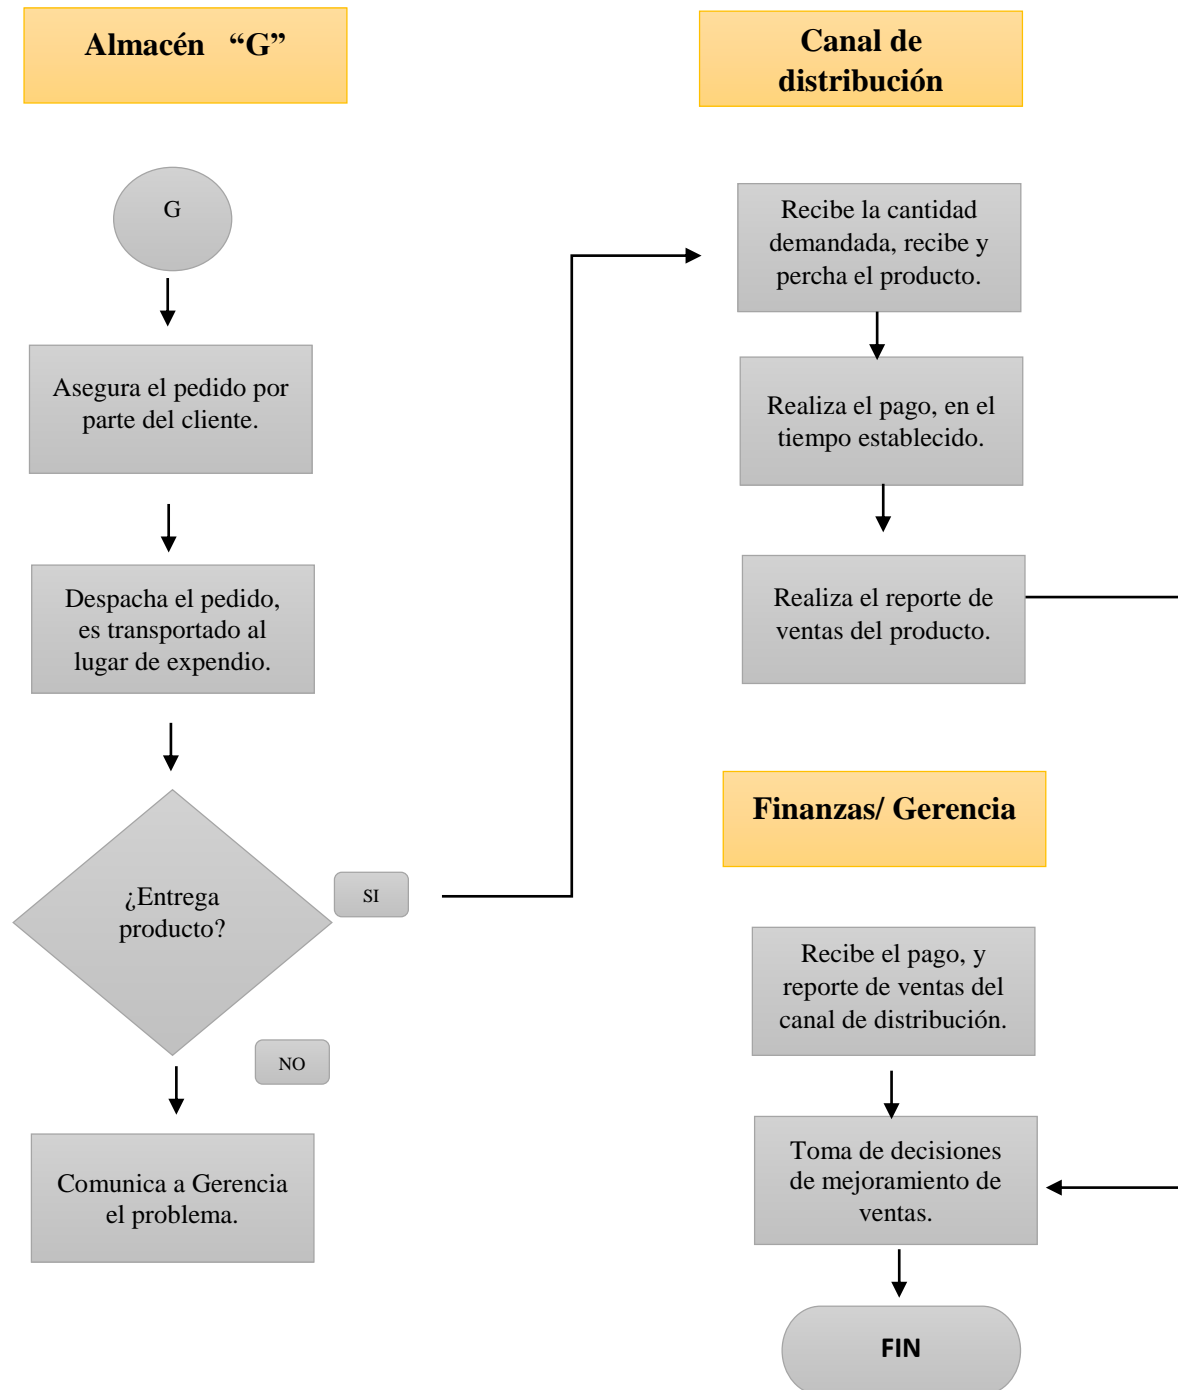 Almacén “G”
G
Asegura el pedido por
parte del cliente.
Despacha el pedido,
es transportado al
lugar de expendio.
¿Entrega
producto?
SI
NO
Comunica a Gerencia
el problema.
Canal de
distribución
Recibe la cantidad
demandada, recibe y
percha el producto.
Realiza el pago, en el
tiempo establecido.
Realiza el reporte de
ventas del producto.
Finanzas/ Gerencia
Recibe el pago, y
reporte de ventas del
canal de distribución.
Toma de decisiones
de mejoramiento de
ventas.
FIN